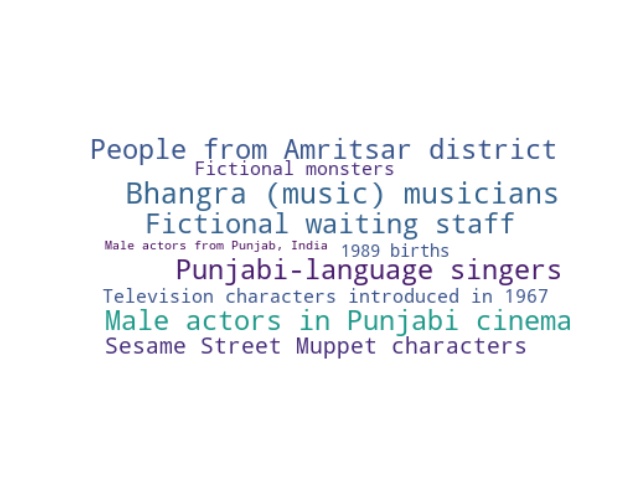 People from Amritsar district
Fictional monsters
Bhangra (music) musicians
Fictional waiting staff
Male actors from Punjab, India
1989 births
Punjabi-language singers
Television characters introduced in 1967
Male actors in Punjabi cinema
Sesame Street Muppet characters